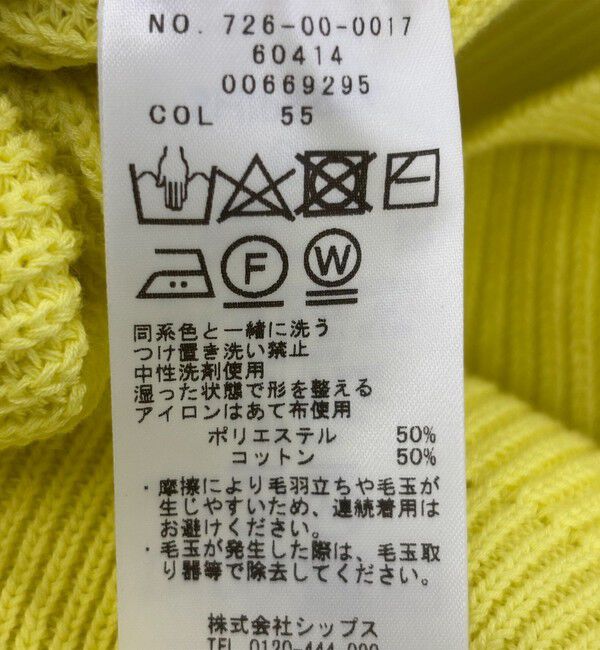 NO. 726-00-0017
60414
00669295
COL 55
F
W
同系色と一緒に洗う
つけ置き洗い禁止
中性洗剤使用
湿った状態で形を整える
アイロンはあて布使用
ポリエステル 50%
コットン 50%
・摩擦により毛羽立ちや毛玉が
生じやすいため、連続着用は
お避けください。
・毛玉が発生した際は、毛玉取
り器等で除去してください。
株式会社シップス
TEL 0120-444-099